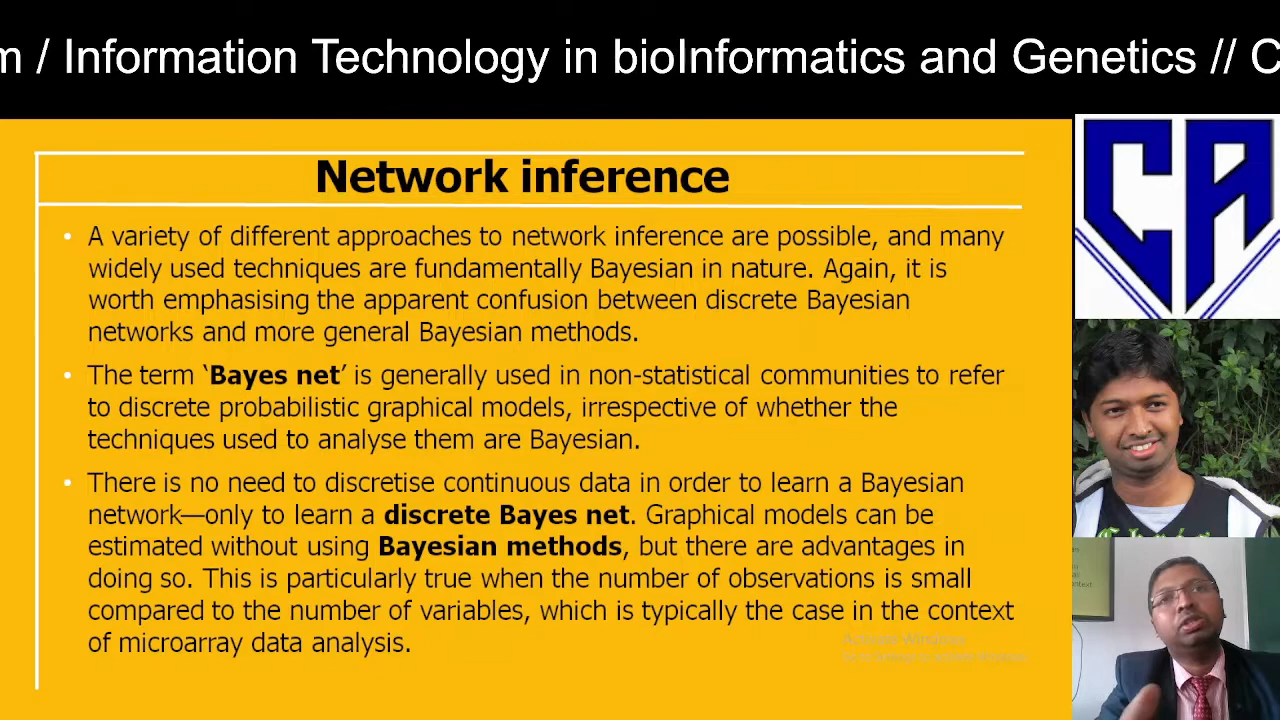 m / Information Technology in bioInformatics and Genetics // C
CA
Network inference
• A variety of different approaches to network inference are possible, and many
widely used techniques are fundamentally Bayesian in nature. Again, it is
worth emphasising the apparent confusion between discrete Bayesian
networks and more general Bayesian methods.
• The term ‘Bayes net’ is generally used in non-statistical communities to refer
to discrete probabilistic graphical models, irrespective of whether the
techniques used to analyse them are Bayesian.
• There is no need to discretise continuous data in order to learn a Bayesian
network—only to learn a discrete Bayes net. Graphical models can be
estimated without using Bayesian methods, but there are advantages in
doing so. This is particularly true when the number of observations is small
compared to the number of variables, which is typically the case in the context
of microarray data analysis.
Activate Windows